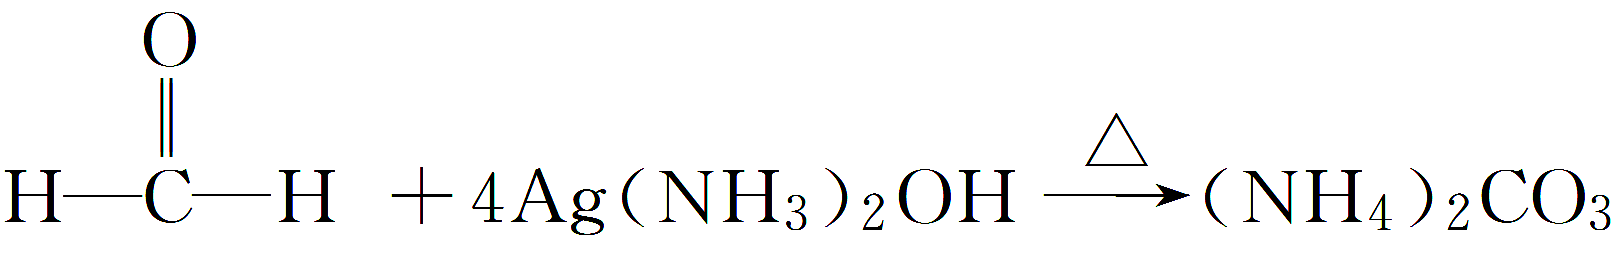 O
‖
H—C—H +4Ag(NH₃)₂OH —△→ (NH₄)₂CO₃